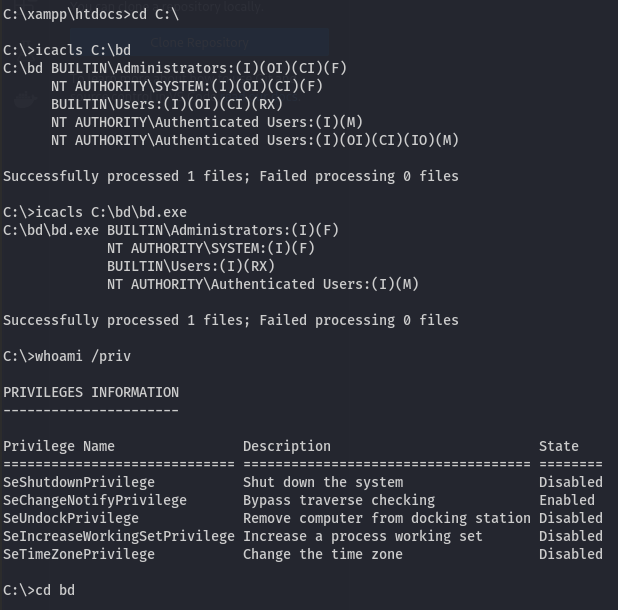 C:\xampp\htdocs>cd C:\
Clone Repository
C:\>icacls C:\bd
C:\bd BUILTIN\Administrators:(I)(OI)(CI)(F)
      NT AUTHORITY\SYSTEM:(I)(OI)(CI)(F)
      BUILTIN\Users:(I)(OI)(CI)(RX)
      NT AUTHORITY\Authenticated Users:(I)(M)
      NT AUTHORITY\Authenticated Users:(I)(OI)(CI)(IO)(M)

Successfully processed 1 files; Failed processing 0 files

C:\>icacls C:\bd\bd.exe
C:\bd\bd.exe BUILTIN\Administrators:(I)(F)
             NT AUTHORITY\SYSTEM:(I)(F)
             BUILTIN\Users:(I)(RX)
             NT AUTHORITY\Authenticated Users:(I)(M)

Successfully processed 1 files; Failed processing 0 files

C:\>whoami /priv

PRIVILEGES INFORMATION
----------------------

Privilege Name                Description                          State
============================= ==================================== ========
SeShutdownPrivilege           Shut down the system                 Disabled
SeChangeNotifyPrivilege       Bypass traverse checking             Enabled
SeUndockPrivilege             Remove computer from docking station Disabled
SeIncreaseWorkingSetPrivilege Increase a process working set       Disabled
SeTimeZonePrivilege           Change the time zone                 Disabled

C:\>cd bd